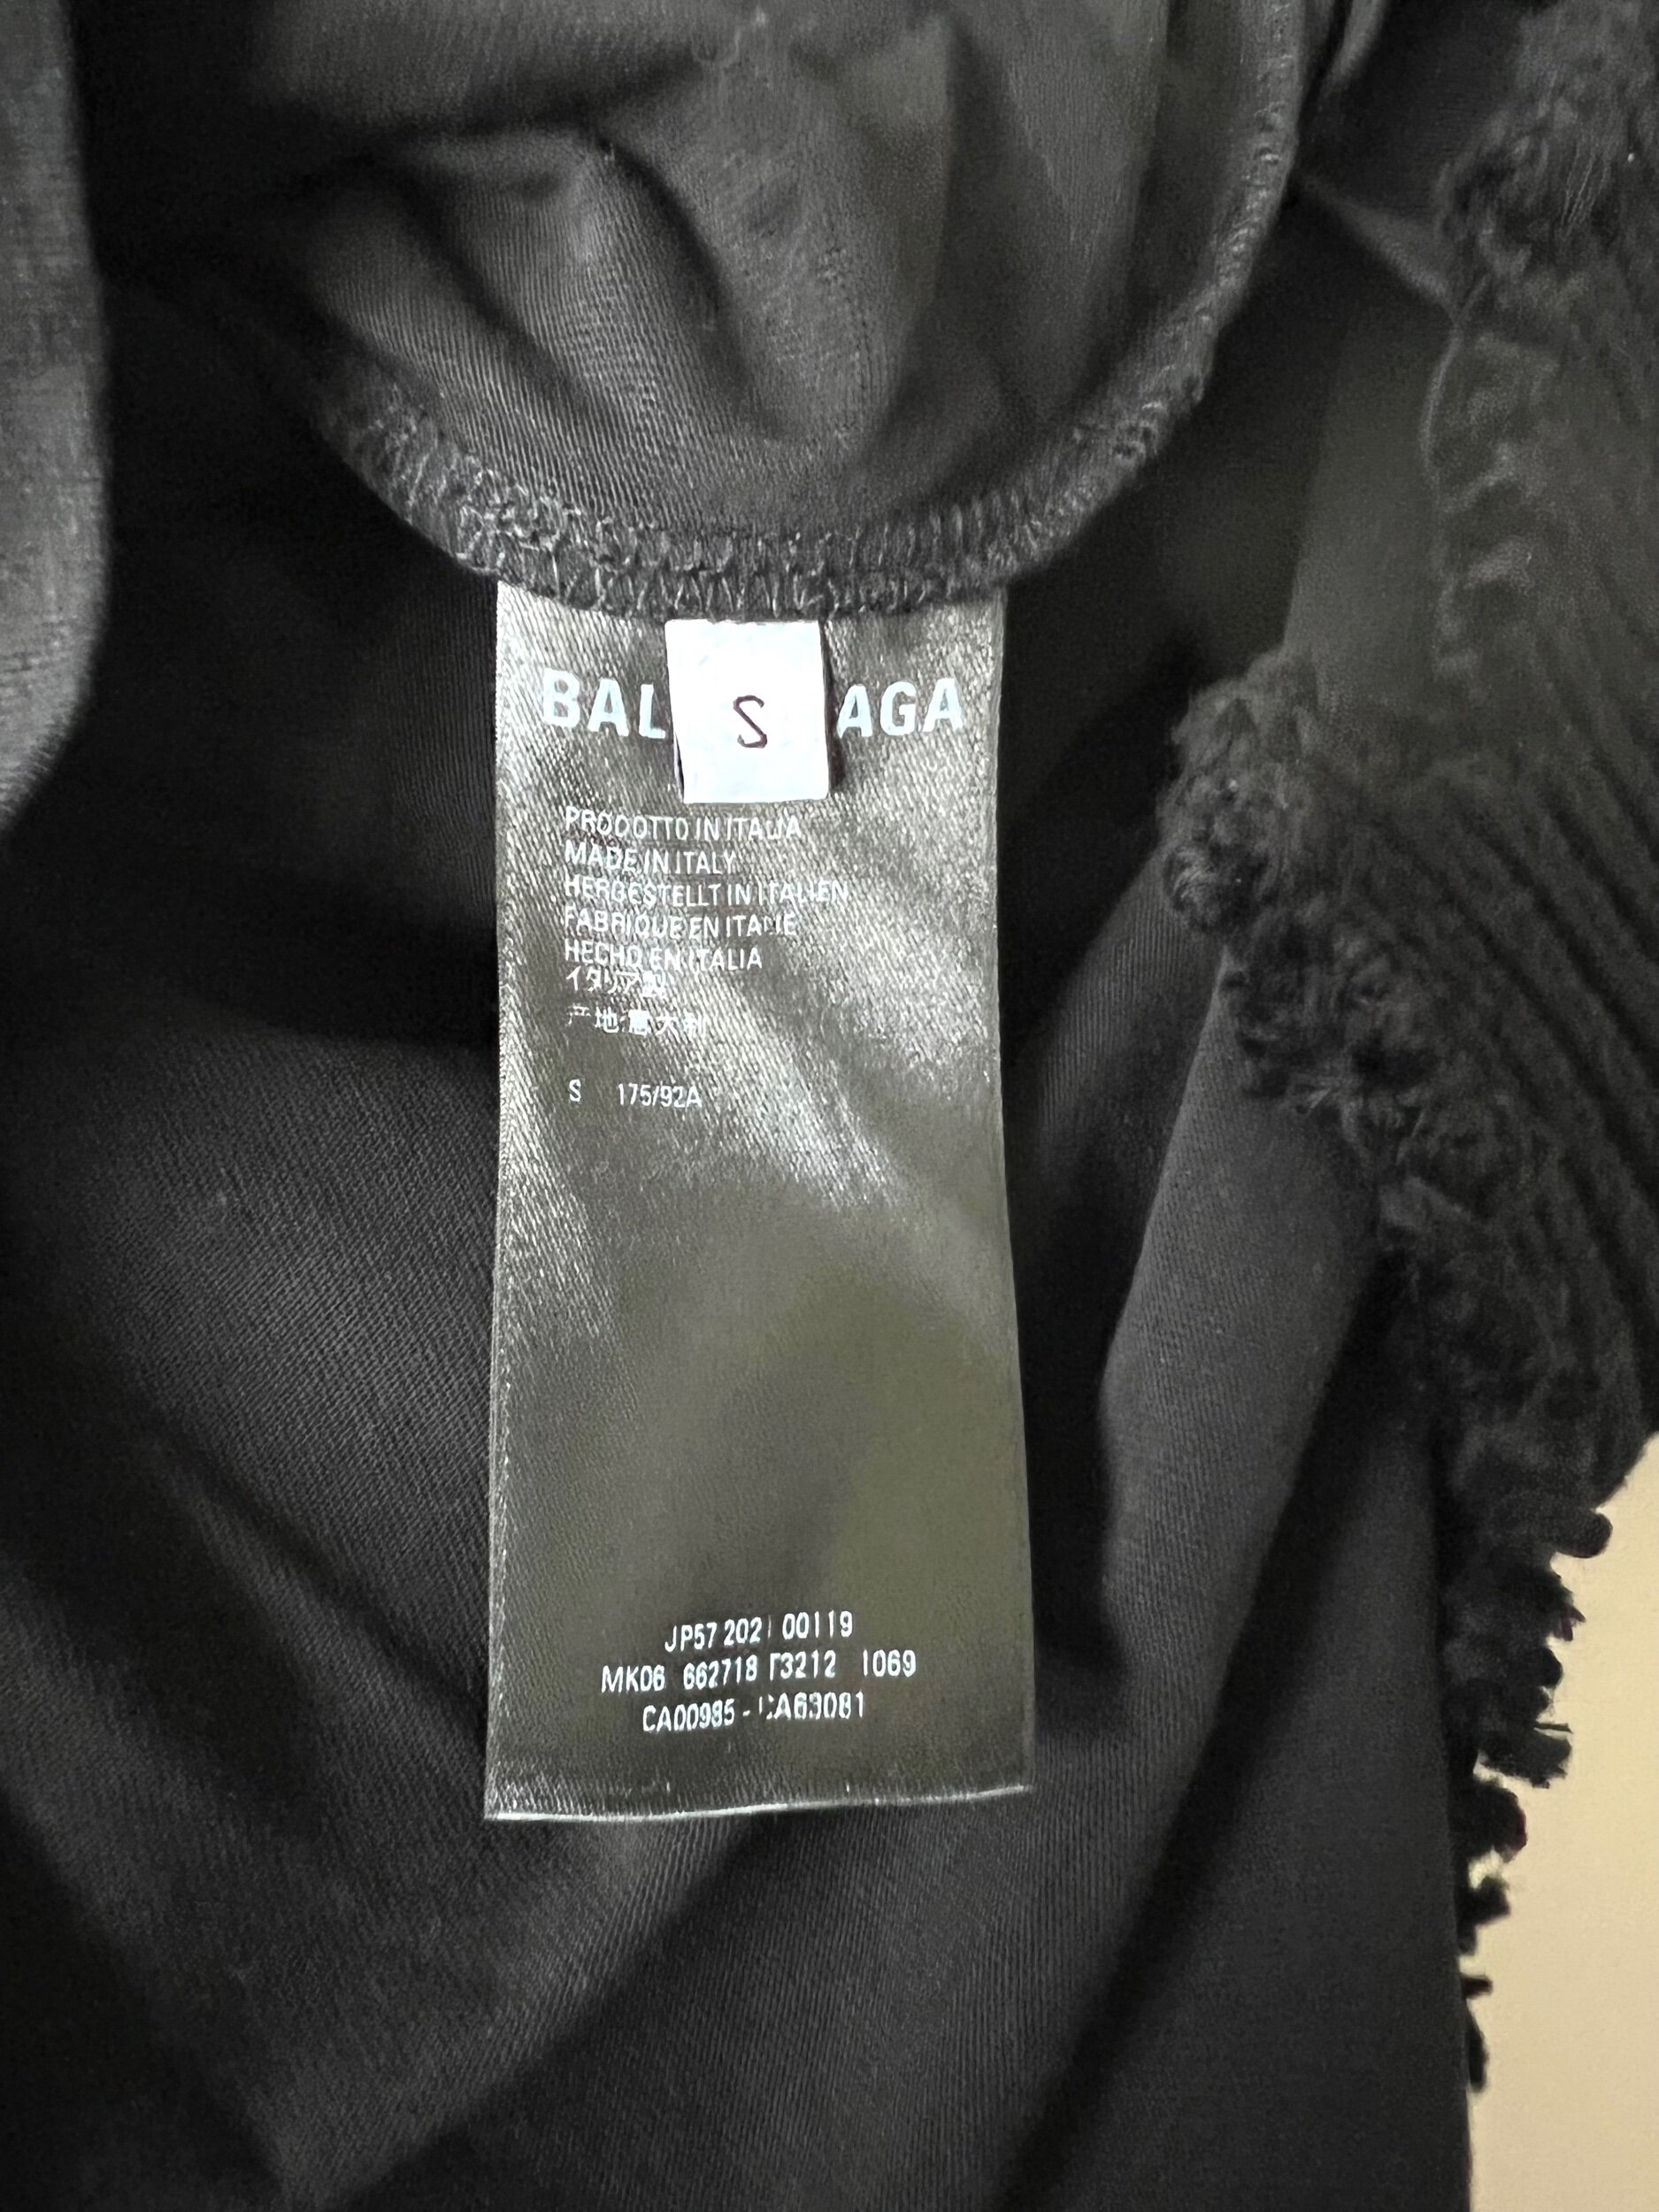 BAL S AGA
PRODOTTO IN ITALIA
MADE IN ITALY
HERGESTELLT IN ITALIEN
FABRIQUE EN ITALIE
HECHO EN ITALIA
イタリア製
产地意大利
S 175/92A
JP57 2021 00119
MK06 662718 T3212 1069
CA00985 - CA63081